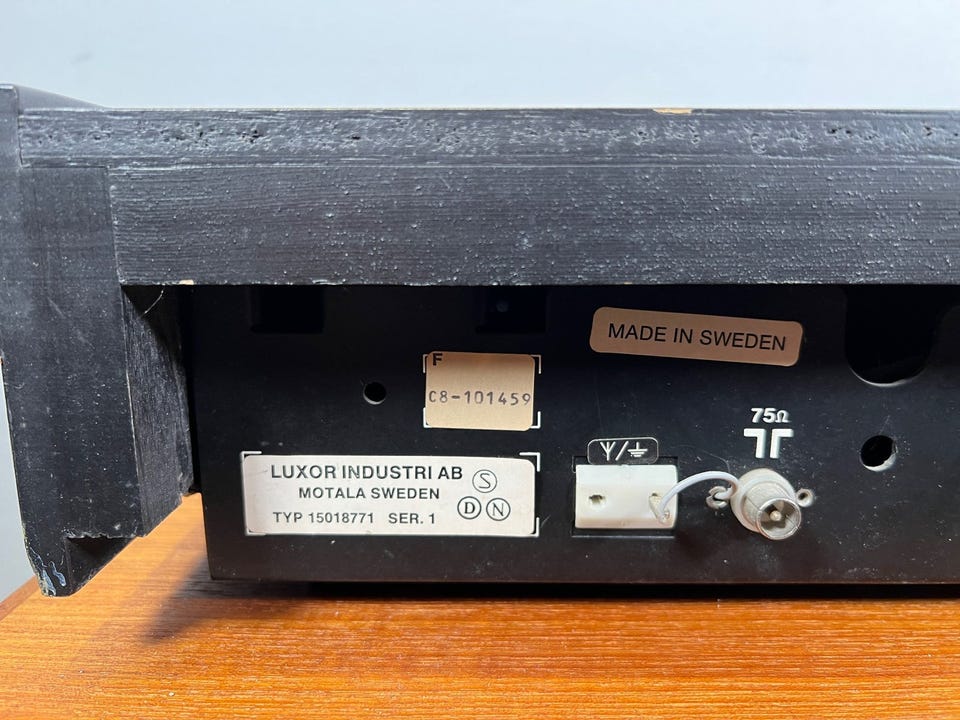 MADE IN SWEDEN
F
C8-101459
75Ω
LUXOR INDUSTRI AB
S
MOTALA SWEDEN
D N
TYP 15018771 SER. 1